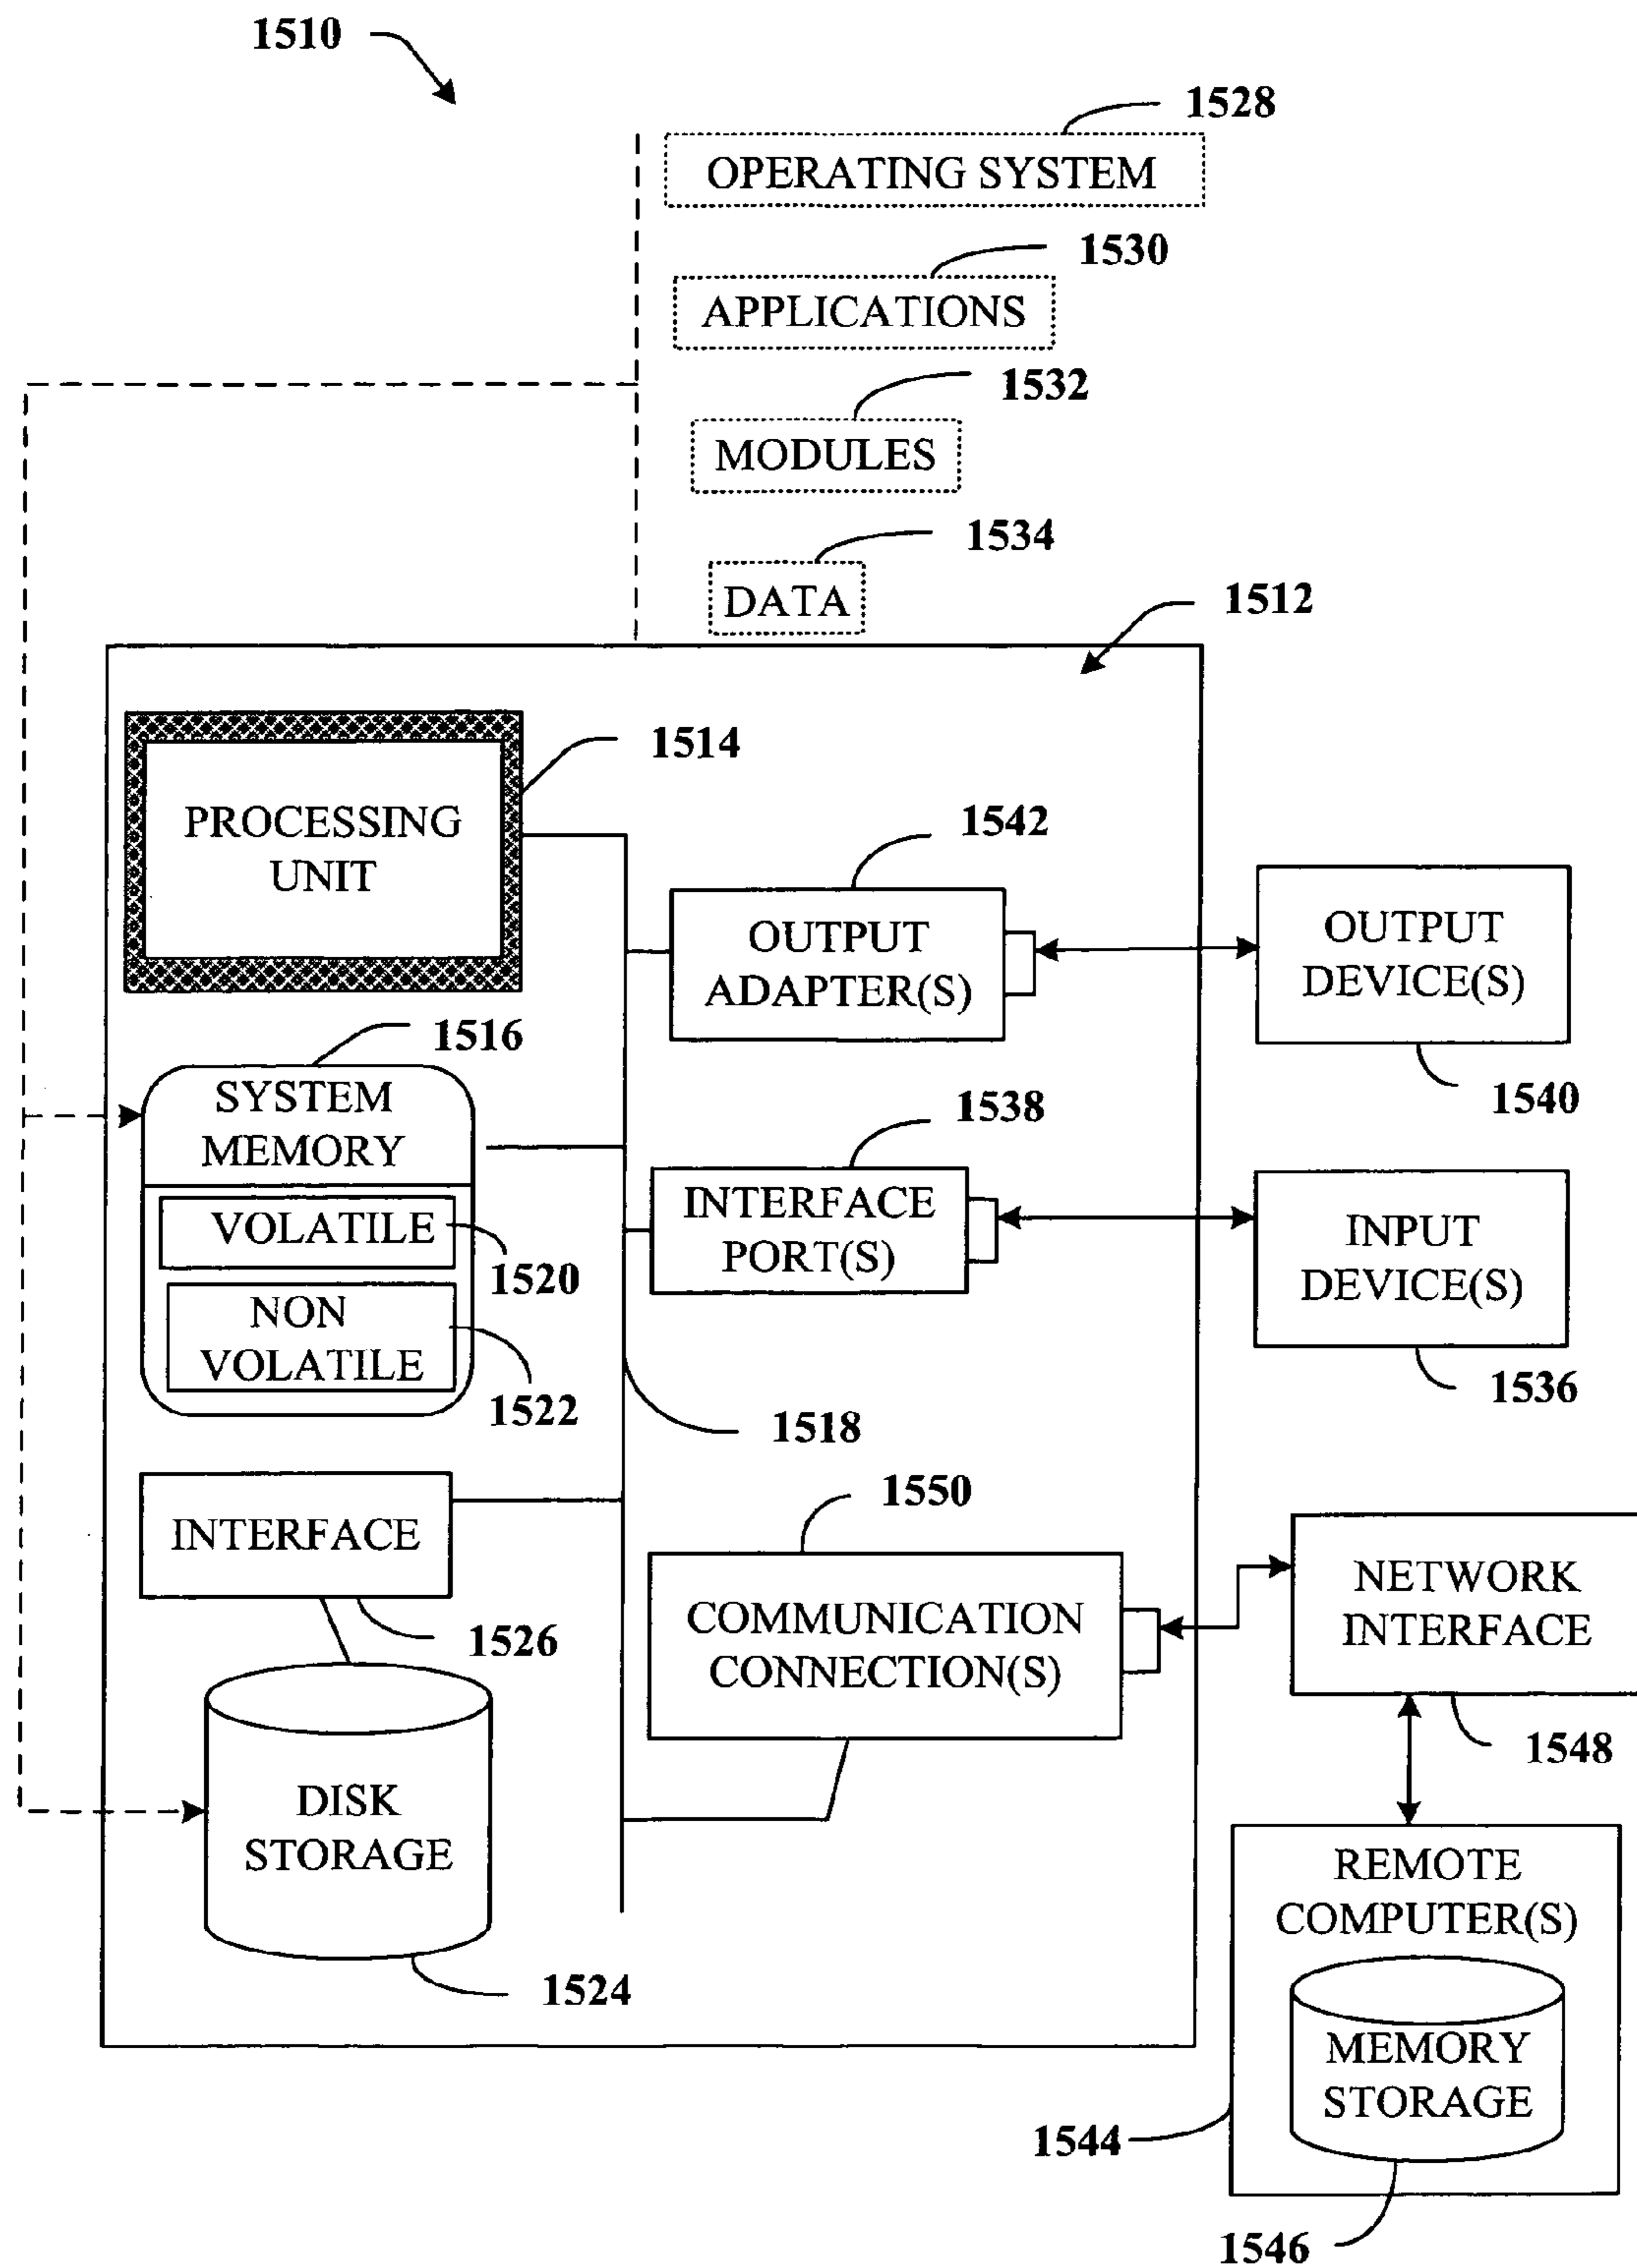 1510
1528
OPERATING SYSTEM
1530
APPLICATIONS
1532
MODULES
1534
DATA
1512
1514
PROCESSING
UNIT
1542
OUTPUT
ADAPTER(S)
OUTPUT
DEVICE(S)
1540
1516
SYSTEM
MEMORY
VOLATILE
1520
NON
VOLATILE
1522
1538
INTERFACE
PORT(S)
INPUT
DEVICE(S)
1536
1518
INTERFACE
1526
1550
COMMUNICATION
CONNECTION(S)
NETWORK
INTERFACE
1548
DISK
STORAGE
1524
REMOTE
COMPUTER(S)
MEMORY
STORAGE
1544
1546